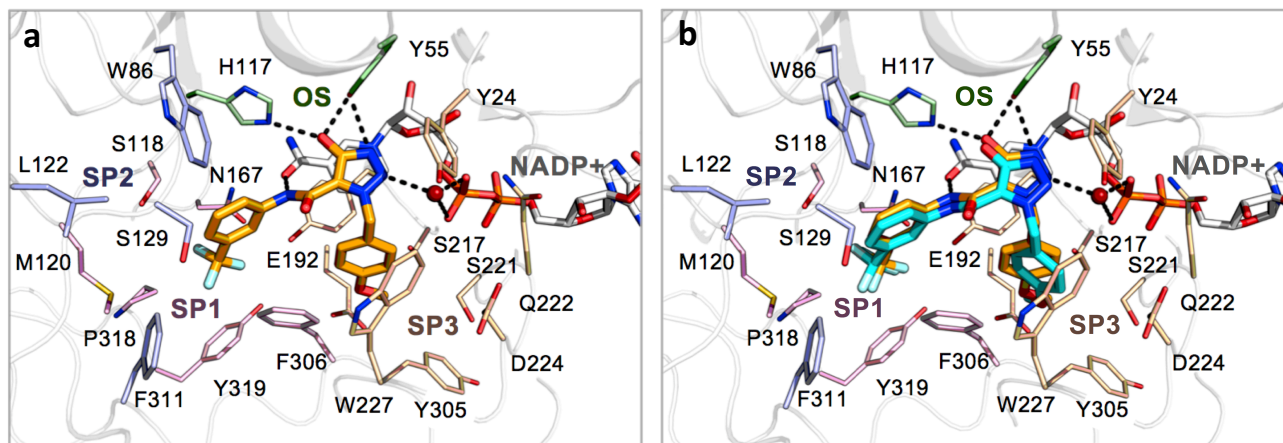 a
Y55
W86
H117
OS
Y24
S118
NADP+
L122
SP2
N167
S129
S217
M120
E192
S221
SP1
Q222
P318
SP3
F306
D224
F311
Y319
W227
Y305
b
Y55
W86
H117
OS
Y24
S118
NADP+
L122
SP2
N167
S129
S217
M120
E192
S221
SP1
Q222
P318
SP3
F306
D224
F311
Y319
W227
Y305